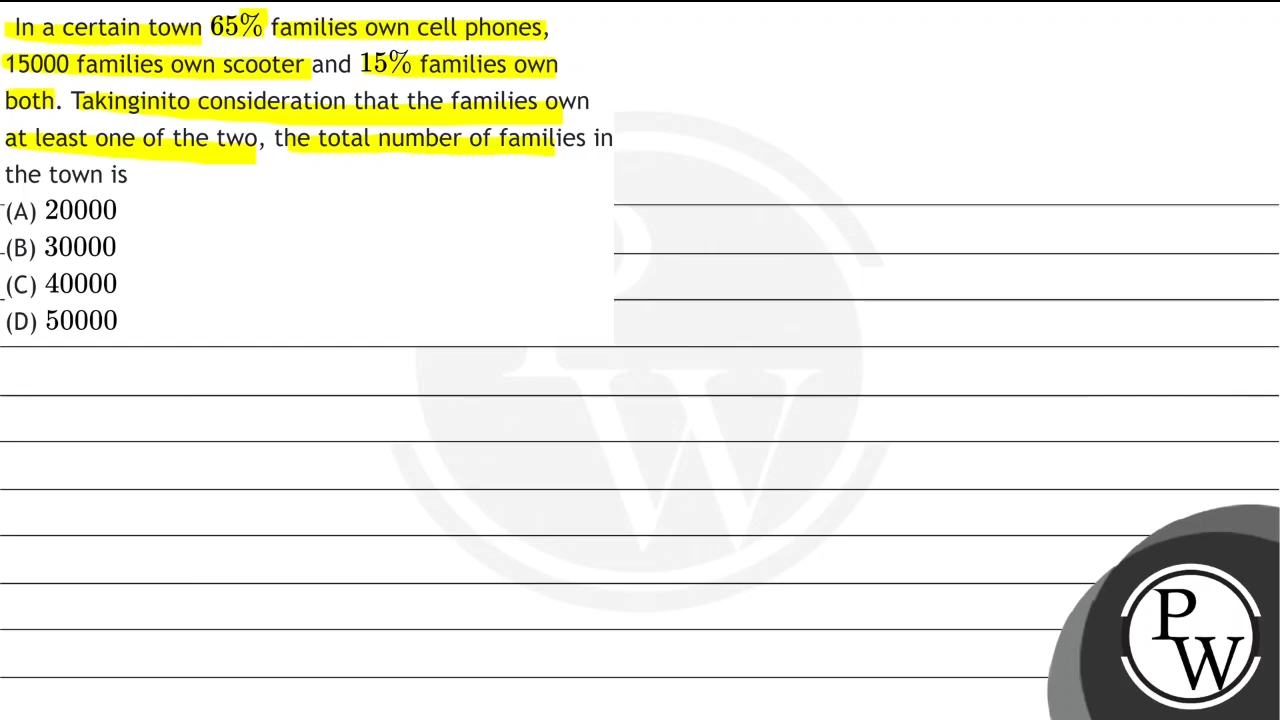 In a certain town 65% families own cell phones,
15000 families own scooter and 15% families own
both. Takinginito consideration that the families own
at least one of the two, the total number of families in
the town is
(A) 20000
(B) 30000
(C) 40000
(D) 50000
P
W
P
W